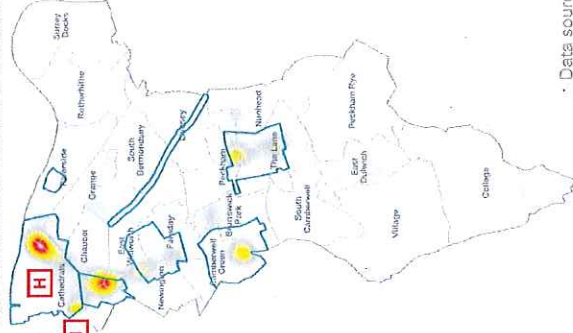 Surrey
Docks
Rotherhithe
Riverside
H
Cathedrals
Grange
Chaucer
South
Bermondsey
East
Walworth
Newington
Faraday
Peckham
Nunhead
The Lane
Brunswick
Park
Camberwell
Green
South
Camberwell
Peckham Rye
East
Dulwich
Village
College
• Data sour